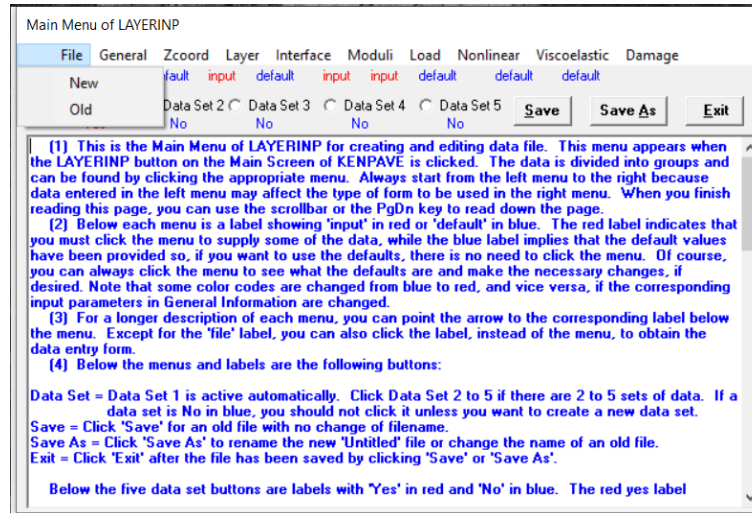 Main Menu of LAYERINP
File General Zcoord Layer Interface Moduli Load Nonlinear Viscoelastic Damage
New
input default input input default default default
Old
Data Set 2 Data Set 3 Data Set 4 Data Set 5 Save Save As Exit
No No No No
(1) This is the Main Menu of LAYERINP for creating and editing data file. This menu appears when
the LAYERINP button on the Main Screen of KENPAVE is clicked. The data is divided into groups and
can be found by clicking the appropriate menu. Always start from the left menu to the right because
data entered in the left menu may affect the type of form to be used in the right menu. When you finish
reading this page, you can use the scrollbar or the PgDn key to read down the page.
(2) Below each menu is a label showing 'input' in red or 'default' in blue. The red label indicates that
you must click the menu to supply some of the data, while the blue label implies that the default values
have been provided so, if you want to use the defaults, there is no need to click the menu. Of course,
you can always click the menu to see what the defaults are and make the necessary changes, if
desired. Note that some color codes are changed from blue to red, and vice versa, if the corresponding
input parameters in General Information are changed.
(3) For a longer description of each menu, you can point the arrow to the corresponding label below
the menu. Except for the 'file' label, you can also click the label, instead of the menu, to obtain the
data entry form.
(4) Below the menus and labels are the following buttons:
Data Set = Data Set 1 is active automatically. Click Data Set 2 to 5 if there are 2 to 5 sets of data. If a
data set is No in blue, you should not click it unless you want to create a new data set.
Save = Click 'Save' for an old file with no change of filename.
Save As = Click 'Save As' to rename the new 'Untitled' file or change the name of an old file.
Exit = Click 'Exit' after the file has been saved by clicking 'Save' or 'Save As'.
Below the five data set buttons are labels with 'Yes' in red and 'No' in blue. The red yes label